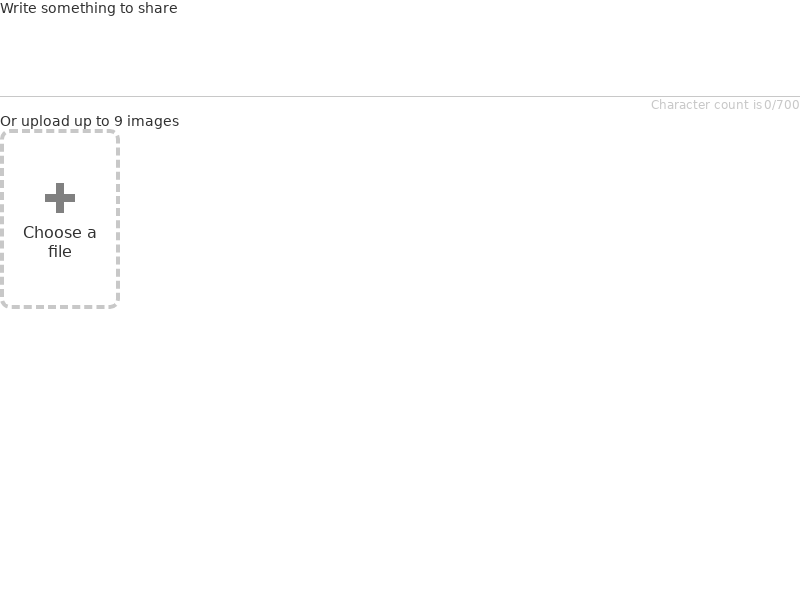 Write something to share
Character count is 0/700
Or upload up to 9 images
Choose a
file